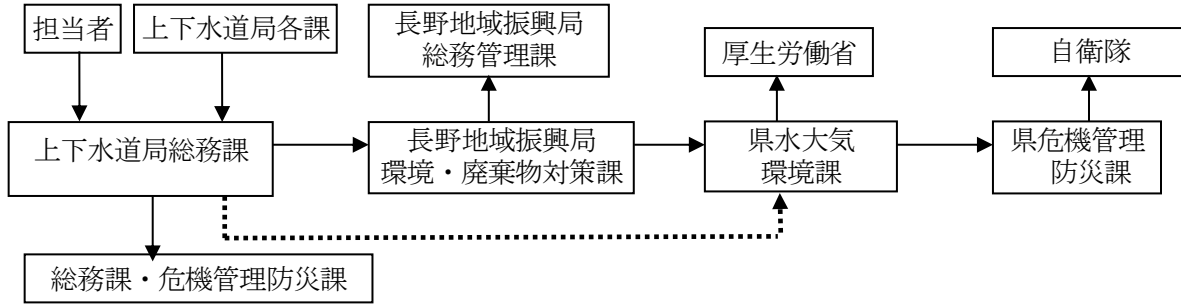 担当者
上下水道局各課
長野地域振興局
総務管理課
厚生労働省
自衛隊
上下水道局総務課
長野地域振興局
環境・廃棄物対策課
県水大気
環境課
県危機管理
防災課
総務課・危機管理防災課